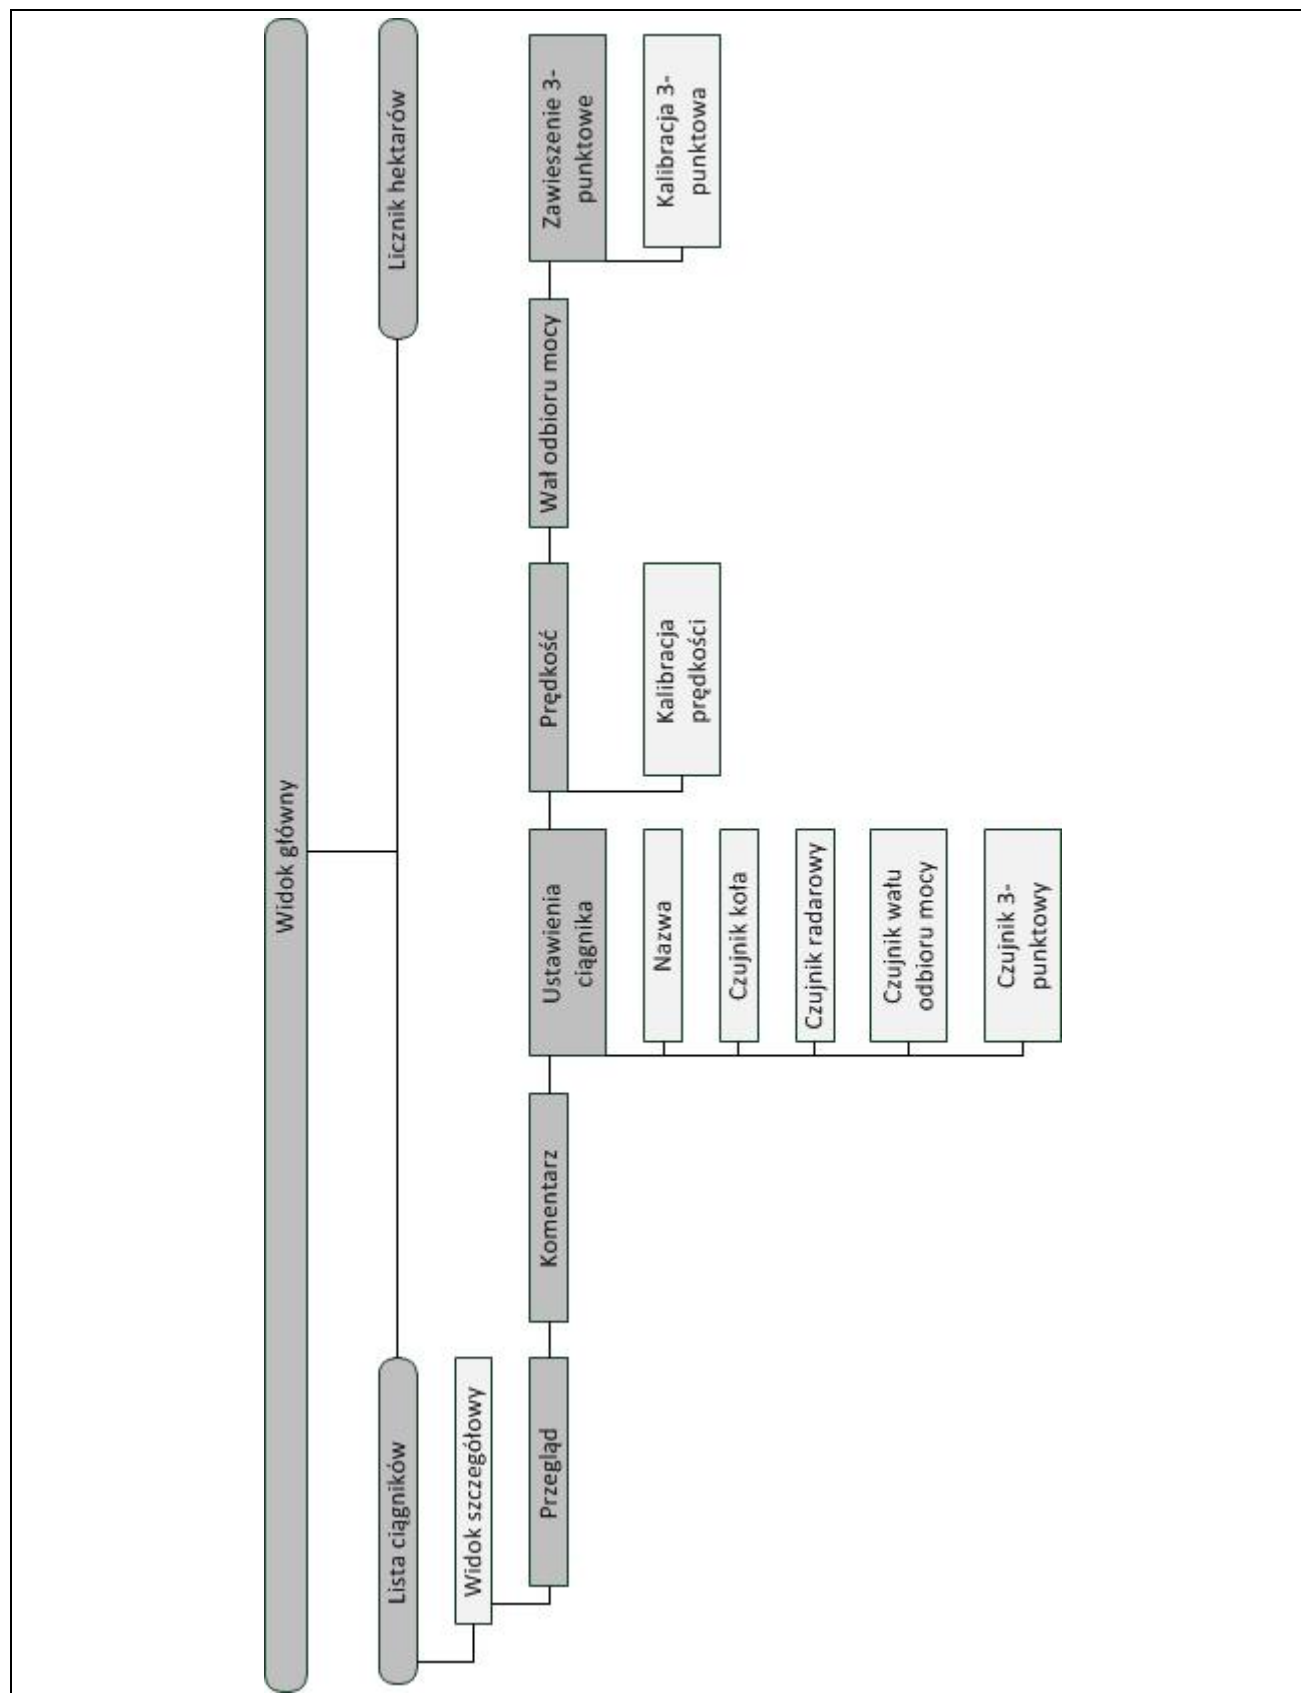 Widok główny
Lista ciągników
Licznik hektarów
Widok szczegółowy
Przegląd
Komentarz
Ustawienia
ciągnika
Nazwa
Czujnik koła
Czujnik radarowy
Czujnik wału
odbioru mocy
Czujnik 3-
punktowy
Prędkość
Kalibracja
prędkości
Wał odbioru mocy
Zawieszenie 3-
punktowe
Kalibracja 3-
punktowa